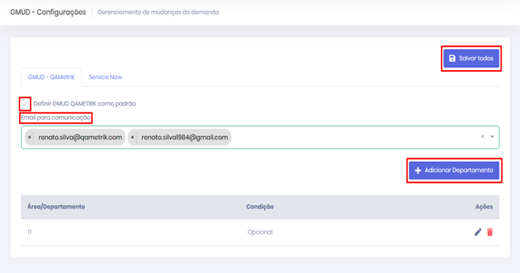 GMUD - Configurações Gerenciamento de mudanças da demanda
Salvar todos
GMUD - QAMetrik Service Now
Definir GMUD QAMETRIK como padrão
Email para comunicação:
× renato.silva@qametrik.com × renato.silva1984@gmail.com ×
+ Adicionar Departamento
Área/Departamento Condição Ações
TI Opcional